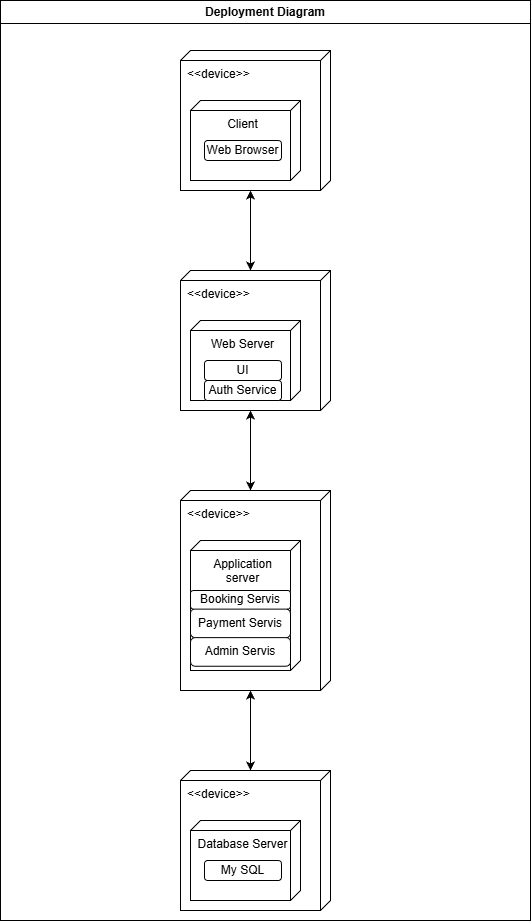 Deployment Diagram
<<device>>
Client
Web Browser
<<device>>
Web Server
UI
Auth Service
<<device>>
Application
server
Booking Servis
Payment Servis
Admin Servis
<<device>>
Database Server
My SQL